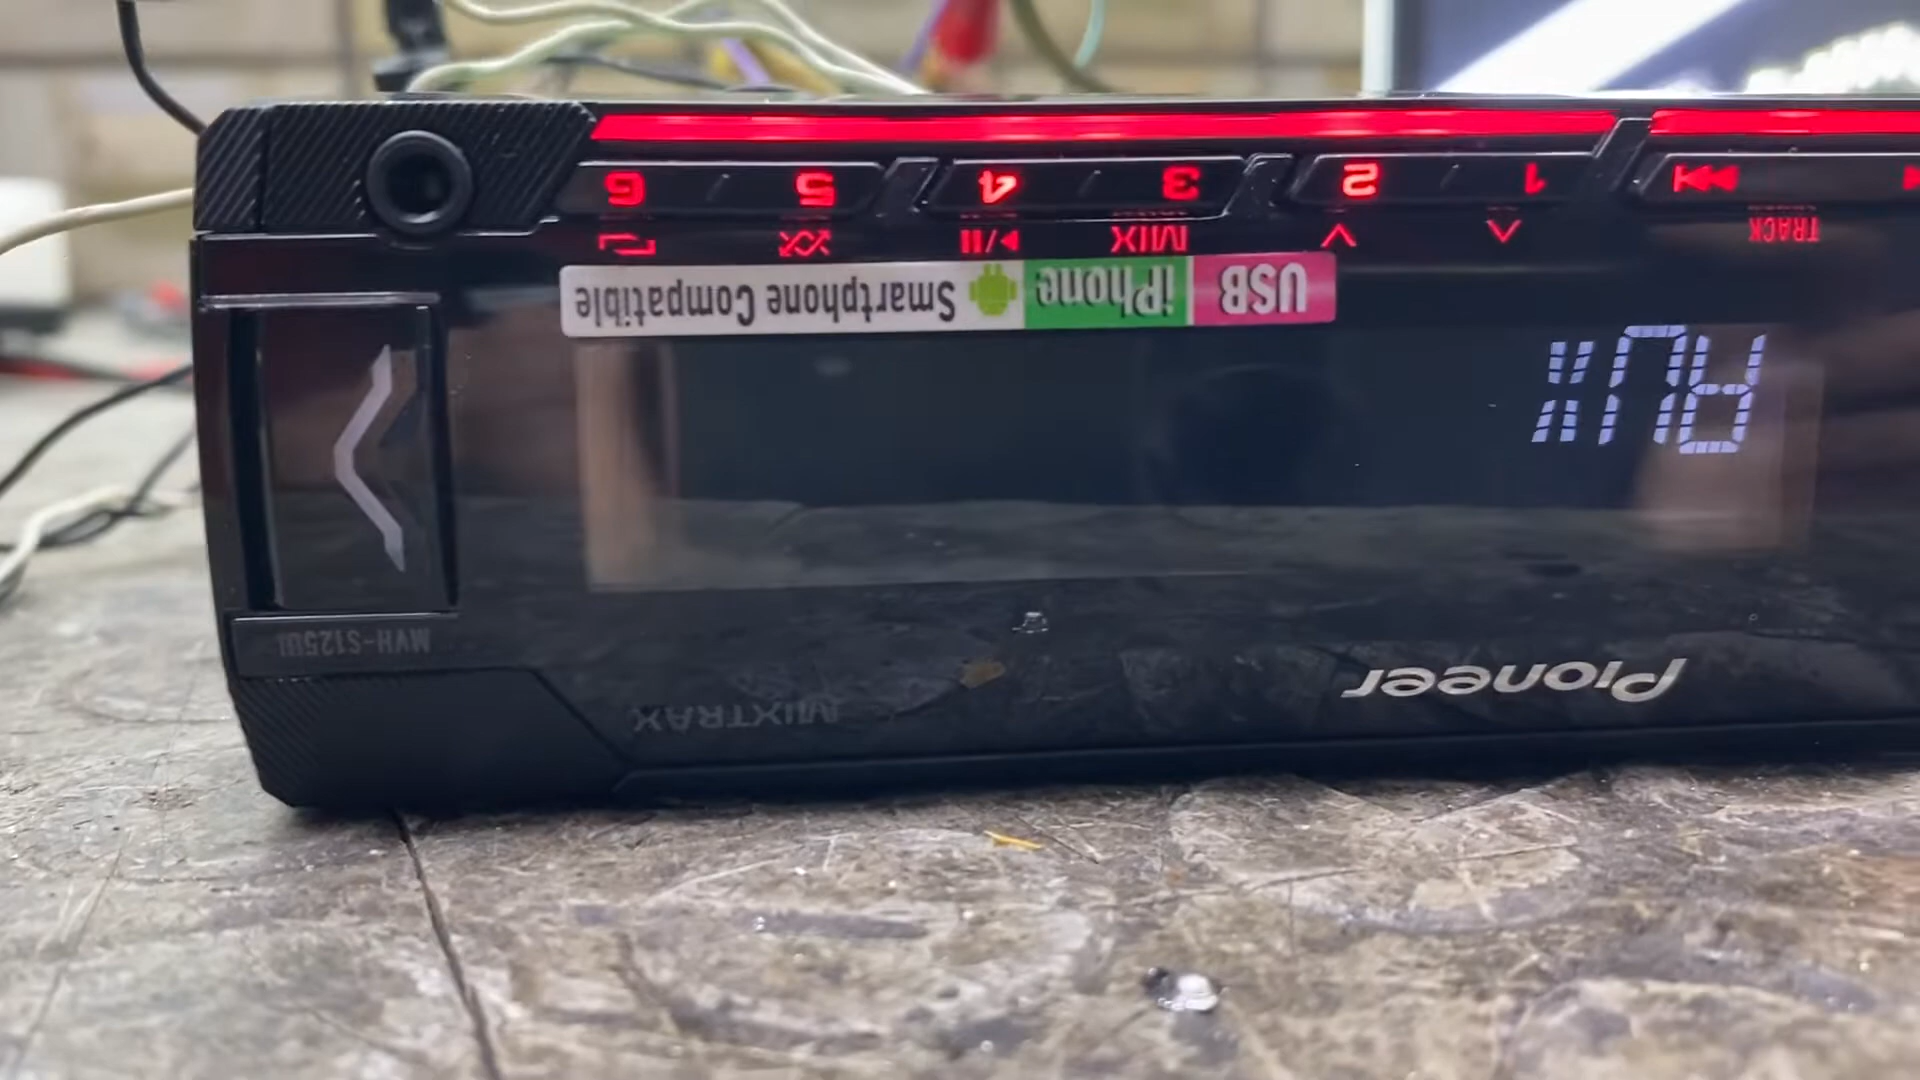 Pioneer
MIXTRAX
MVH-S125UI
AUX
USB iPhone Smartphone Compatible
TRACK
MIX
1 2 3 4 5 6